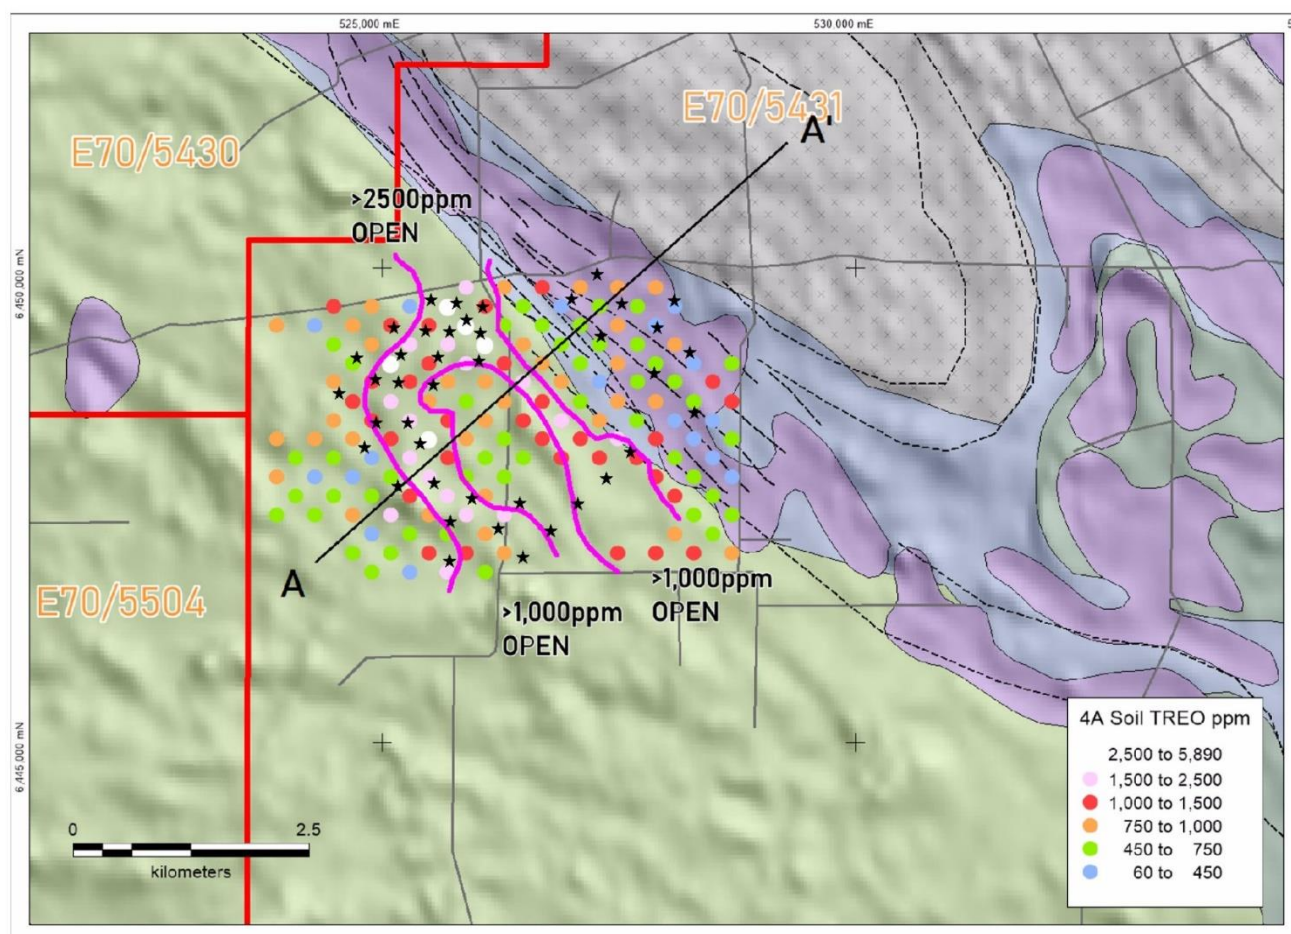 525,000 mE
530,000 mE
5
E70/5431
A'
E70/5430
>2500ppm
OPEN
6,450,000 mN
A
E70/5504
>1,000ppm
OPEN
>1,000ppm
OPEN
6,445,000 mN
4A Soil TREO ppm
2,500 to 5,890
1,500 to 2,500
1,000 to 1,500
750 to 1,000
450 to 750
60 to 450
0 2.5
kilometers